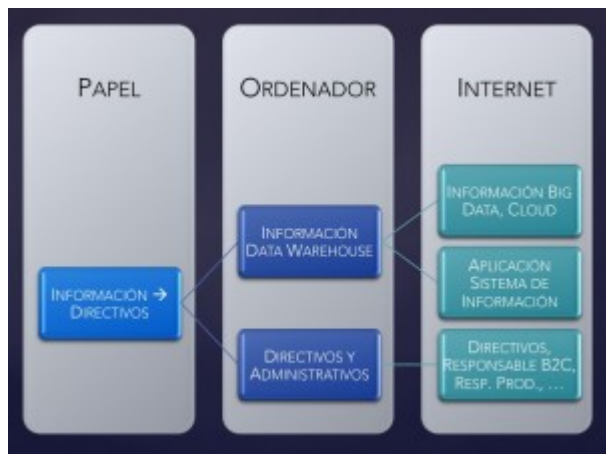 PAPEL
ORDENADOR
INTERNET
INFORMACIÓN →
DIRECTIVOS
INFORMACIÓN
DATA WAREHOUSE
DIRECTIVOS Y
ADMINISTRATIVOS
INFORMACIÓN BIG
DATA, CLOUD
APLICACIÓN
SISTEMA DE
INFORMACIÓN
DIRECTIVOS,
RESPONSABLE B2C,
RESP. PROD., ...